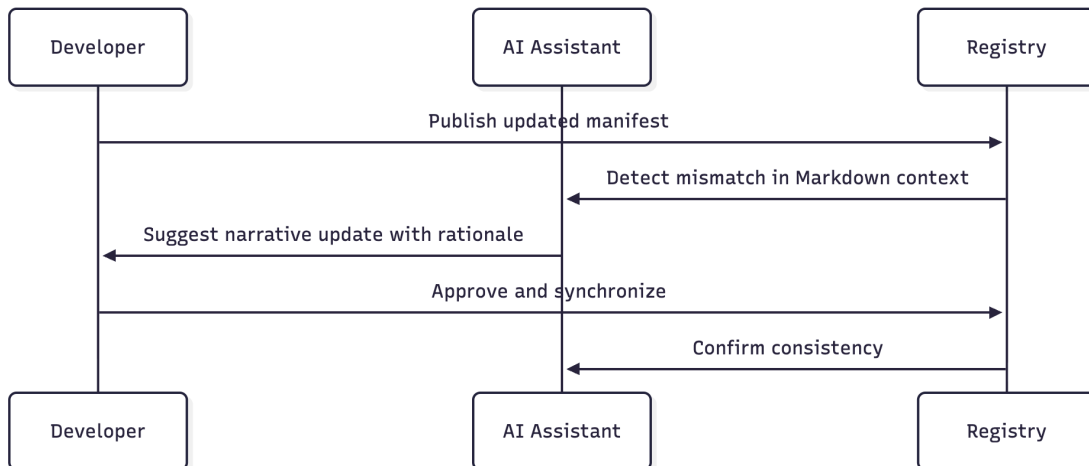 Developer
AI Assistant
Registry
Publish updated manifest
Detect mismatch in Markdown context
Suggest narrative update with rationale
Approve and synchronize
Confirm consistency
Developer
AI Assistant
Registry